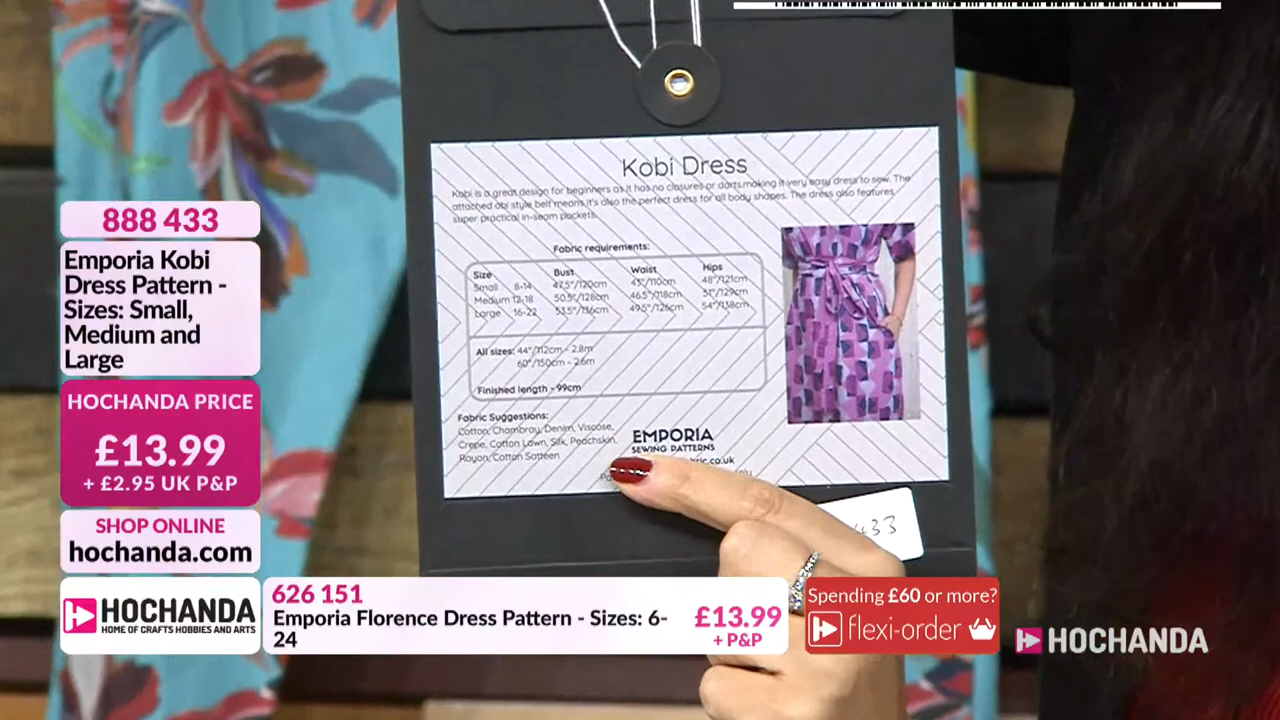 Kobi Dress
Kobi is a great design for beginners as it has no closures or darts making it very easy dress to sew. The
attached obi style belt means it's also the perfect dress for all body shapes. The dress also features
super practical in-seam pockets.
Fabric requirements:
Size Bust Waist Hips
Small 8-14 47.5"/120cm 43"/110cm 48"/121cm
Medium 12-18 50.5"/128cm 46.5"/118cm 51"/129cm
Large 16-22 53.5"/136cm 49.5"/126cm 54"/138cm
All sizes: 44"/112cm - 2.8m
60"/150cm - 2.6m
Finished length - 99cm
Fabric Suggestions:
Cotton, Chambray, Denim, Viscose,
Crepe, Cotton Lawn, Silk, Peachskin,
Rayon, Cotton Satteen
EMPORIA
SEWING PATTERNS
ric.co.uk
433
888 433
Emporia Kobi
Dress Pattern -
Sizes: Small,
Medium and
Large
HOCHANDA PRICE
£13.99
+ £2.95 UK P&P
SHOP ONLINE
hochanda.com
HOCHANDA
HOME OF CRAFTS HOBBIES AND ARTS
626 151
Emporia Florence Dress Pattern - Sizes: 6-
24
£13.99
+ P&P
Spending £60 or more?
flexi-order
HOCHANDA